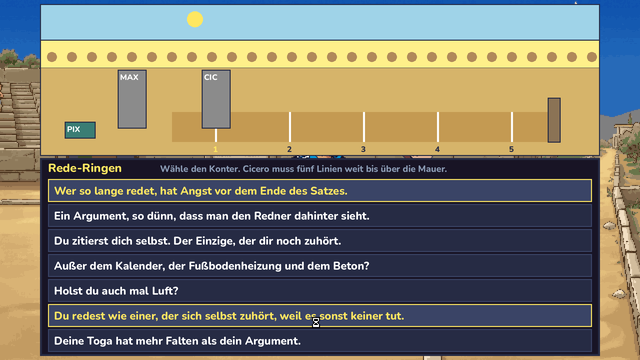 MAX
CIC
PIX
1 2 3 4 5
Rede-Ringen
Wähle den Konter. Cicero muss fünf Linien weit bis über die Mauer.
Wer so lange redet, hat Angst vor dem Ende des Satzes.
Ein Argument, so dünn, dass man den Redner dahinter sieht.
Du zitierst dich selbst. Der Einzige, der dir noch zuhört.
Außer dem Kalender, der Fußbodenheizung und dem Beton?
Holst du auch mal Luft?
Du redest wie einer, der sich selbst zuhört, weil es sonst keiner tut.
Deine Toga hat mehr Falten als dein Argument.